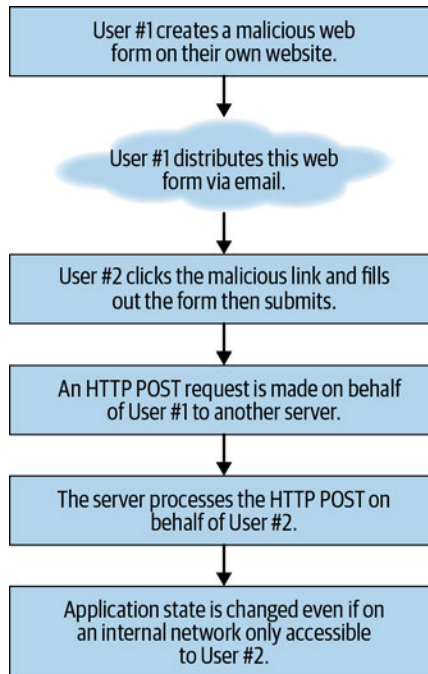 User #1 creates a malicious web
form on their own website.
User #1 distributes this web
form via email.
User #2 clicks the malicious link and fills
out the form then submits.
An HTTP POST request is made on behalf
of User #1 to another server.
The server processes the HTTP POST on
behalf of User #2.
Application state is changed even if on
an internal network only accessible
to User #2.